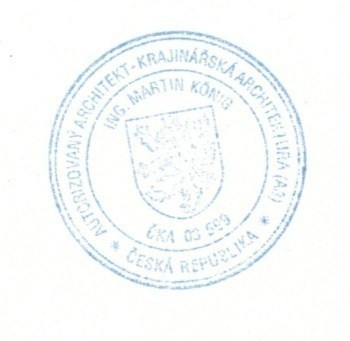 AUTORIZOVANÝ ARCHITEKT-KRAJINÁŘSKÁ ARCHITEKTURA (A3)
ING. MARTIN KÖNIG
ČKA 03 599
* ČESKÁ REPUBLIKA *